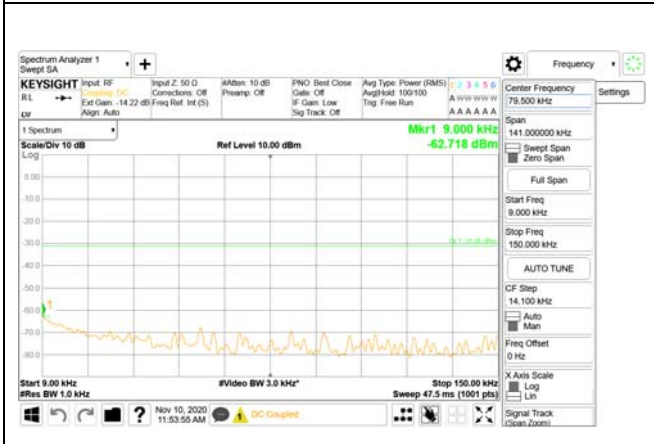 Spectrum Analyzer 1
Swept SA
+
Frequency
KEYSIGHT
RL
Input: RF
Coupling: DC
Ext Gain: -14.22 dB
Align: Auto
Input Z: 50 Ω
Corrections: Off
Freq Ref: Int (S)
#Atten: 10 dB
Preamp: Off
PNO: Best Close
Gate: Off
IF Gain: Low
Sig Track: Off
Avg Type: Power (RMS)
Avg|Hold: 100/100
Trig: Free Run
1 2 3 4 5 6
A W W W W W
A A A A A A
Center Frequency
79.500 kHz
Settings
Span
141.000000 kHz
Swept Span
Zero Span
Full Span
Start Freq
9.000 kHz
Stop Freq
150.000 kHz
AUTO TUNE
CF Step
14.100 kHz
Auto
Man
Freq Offset
0 Hz
X Axis Scale
Log
Lin
Signal Track
(Span Zoom)
1 Spectrum
Scale/Div 10 dB
Ref Level 10.00 dBm
Mkr1 9.000 kHz
-62.718 dBm
Log
0.00
-10.0
-20.0
-30.0
-40.0
-50.0
-60.0
-70.0
-80.0
1
Start 9.00 kHz
#Res BW 1.0 kHz
#Video BW 3.0 kHz*
Stop 150.00 kHz
Sweep 47.5 ms (1001 pts)
?
Nov 10, 2020
11:53:55 AM
DC Coupled